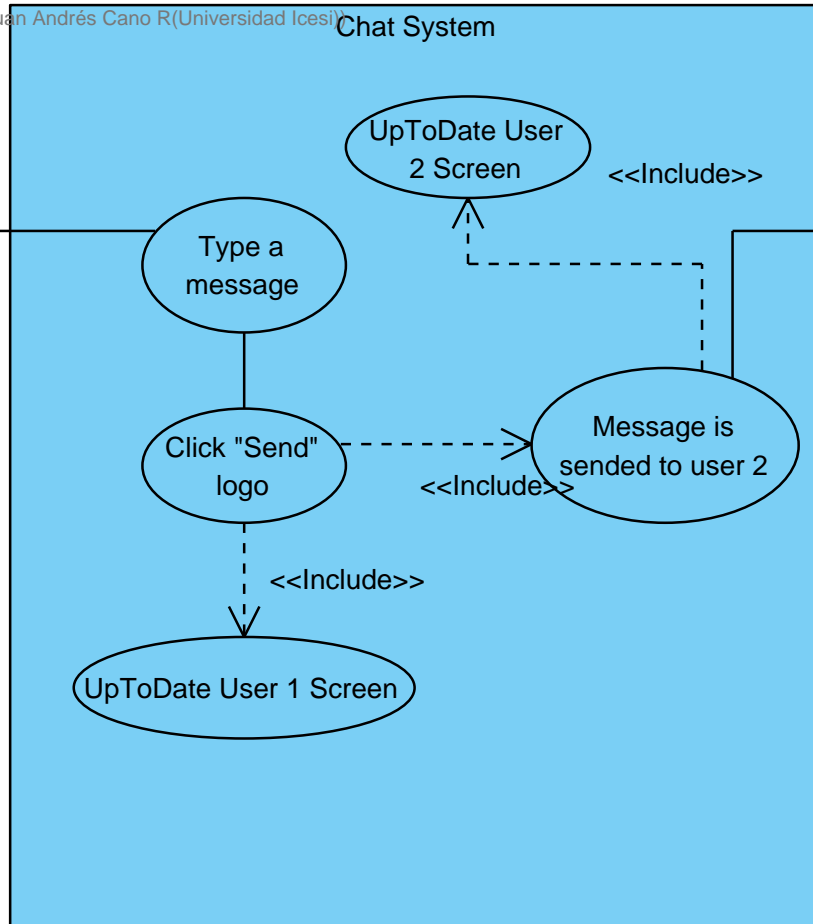 án Andrés Cano R(Universidad Icesi))
Chat System
UpToDate User
2 Screen
<<Include>>
Type a
message
Click "Send"
logo
Message is
sended to user 2
<<Include>>
<<Include>>
UpToDate User 1 Screen